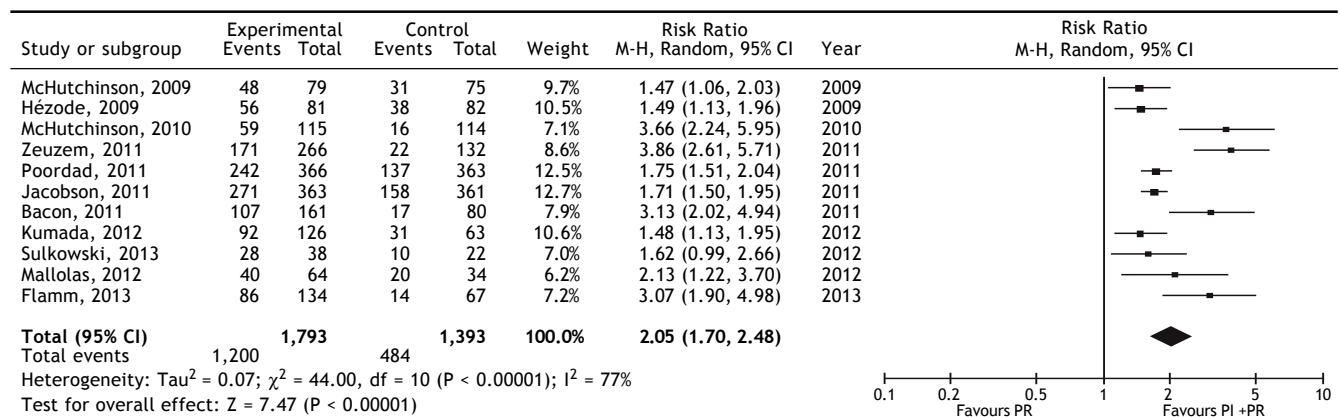 Experimental Control Risk Ratio Risk Ratio
Study or subgroup Events Total Events Total Weight M-H, Random, 95% CI Year M-H, Random, 95% CI
McHutchinson, 2009 48 79 31 75 9.7% 1.47 (1.06, 2.03) 2009
Hézode, 2009 56 81 38 82 10.5% 1.49 (1.13, 1.96) 2009
McHutchinson, 2010 59 115 16 114 7.1% 3.66 (2.24, 5.95) 2010
Zeuzem, 2011 171 266 22 132 8.6% 3.86 (2.61, 5.71) 2011
Poordad, 2011 242 366 137 363 12.5% 1.75 (1.51, 2.04) 2011
Jacobson, 2011 271 363 158 361 12.7% 1.71 (1.50, 1.95) 2011
Bacon, 2011 107 161 17 80 7.9% 3.13 (2.02, 4.94) 2011
Kumada, 2012 92 126 31 63 10.6% 1.48 (1.13, 1.95) 2012
Sulkowski, 2013 28 38 10 22 7.0% 1.62 (0.99, 2.66) 2012
Mallolas, 2012 40 64 20 34 6.2% 2.13 (1.22, 3.70) 2012
Flamm, 2013 86 134 14 67 7.2% 3.07 (1.90, 4.98) 2013
Total (95% CI) 1,793 1,393 100.0% 2.05 (1.70, 2.48)
Total events 1,200 484
Heterogeneity: Tau² = 0.07; χ² = 44.00, df = 10 (P < 0.00001); I² = 77%
Test for overall effect: Z = 7.47 (P < 0.00001)
0.1 0.2 0.5 1 2 5 10
Favours PR Favours PI +PR